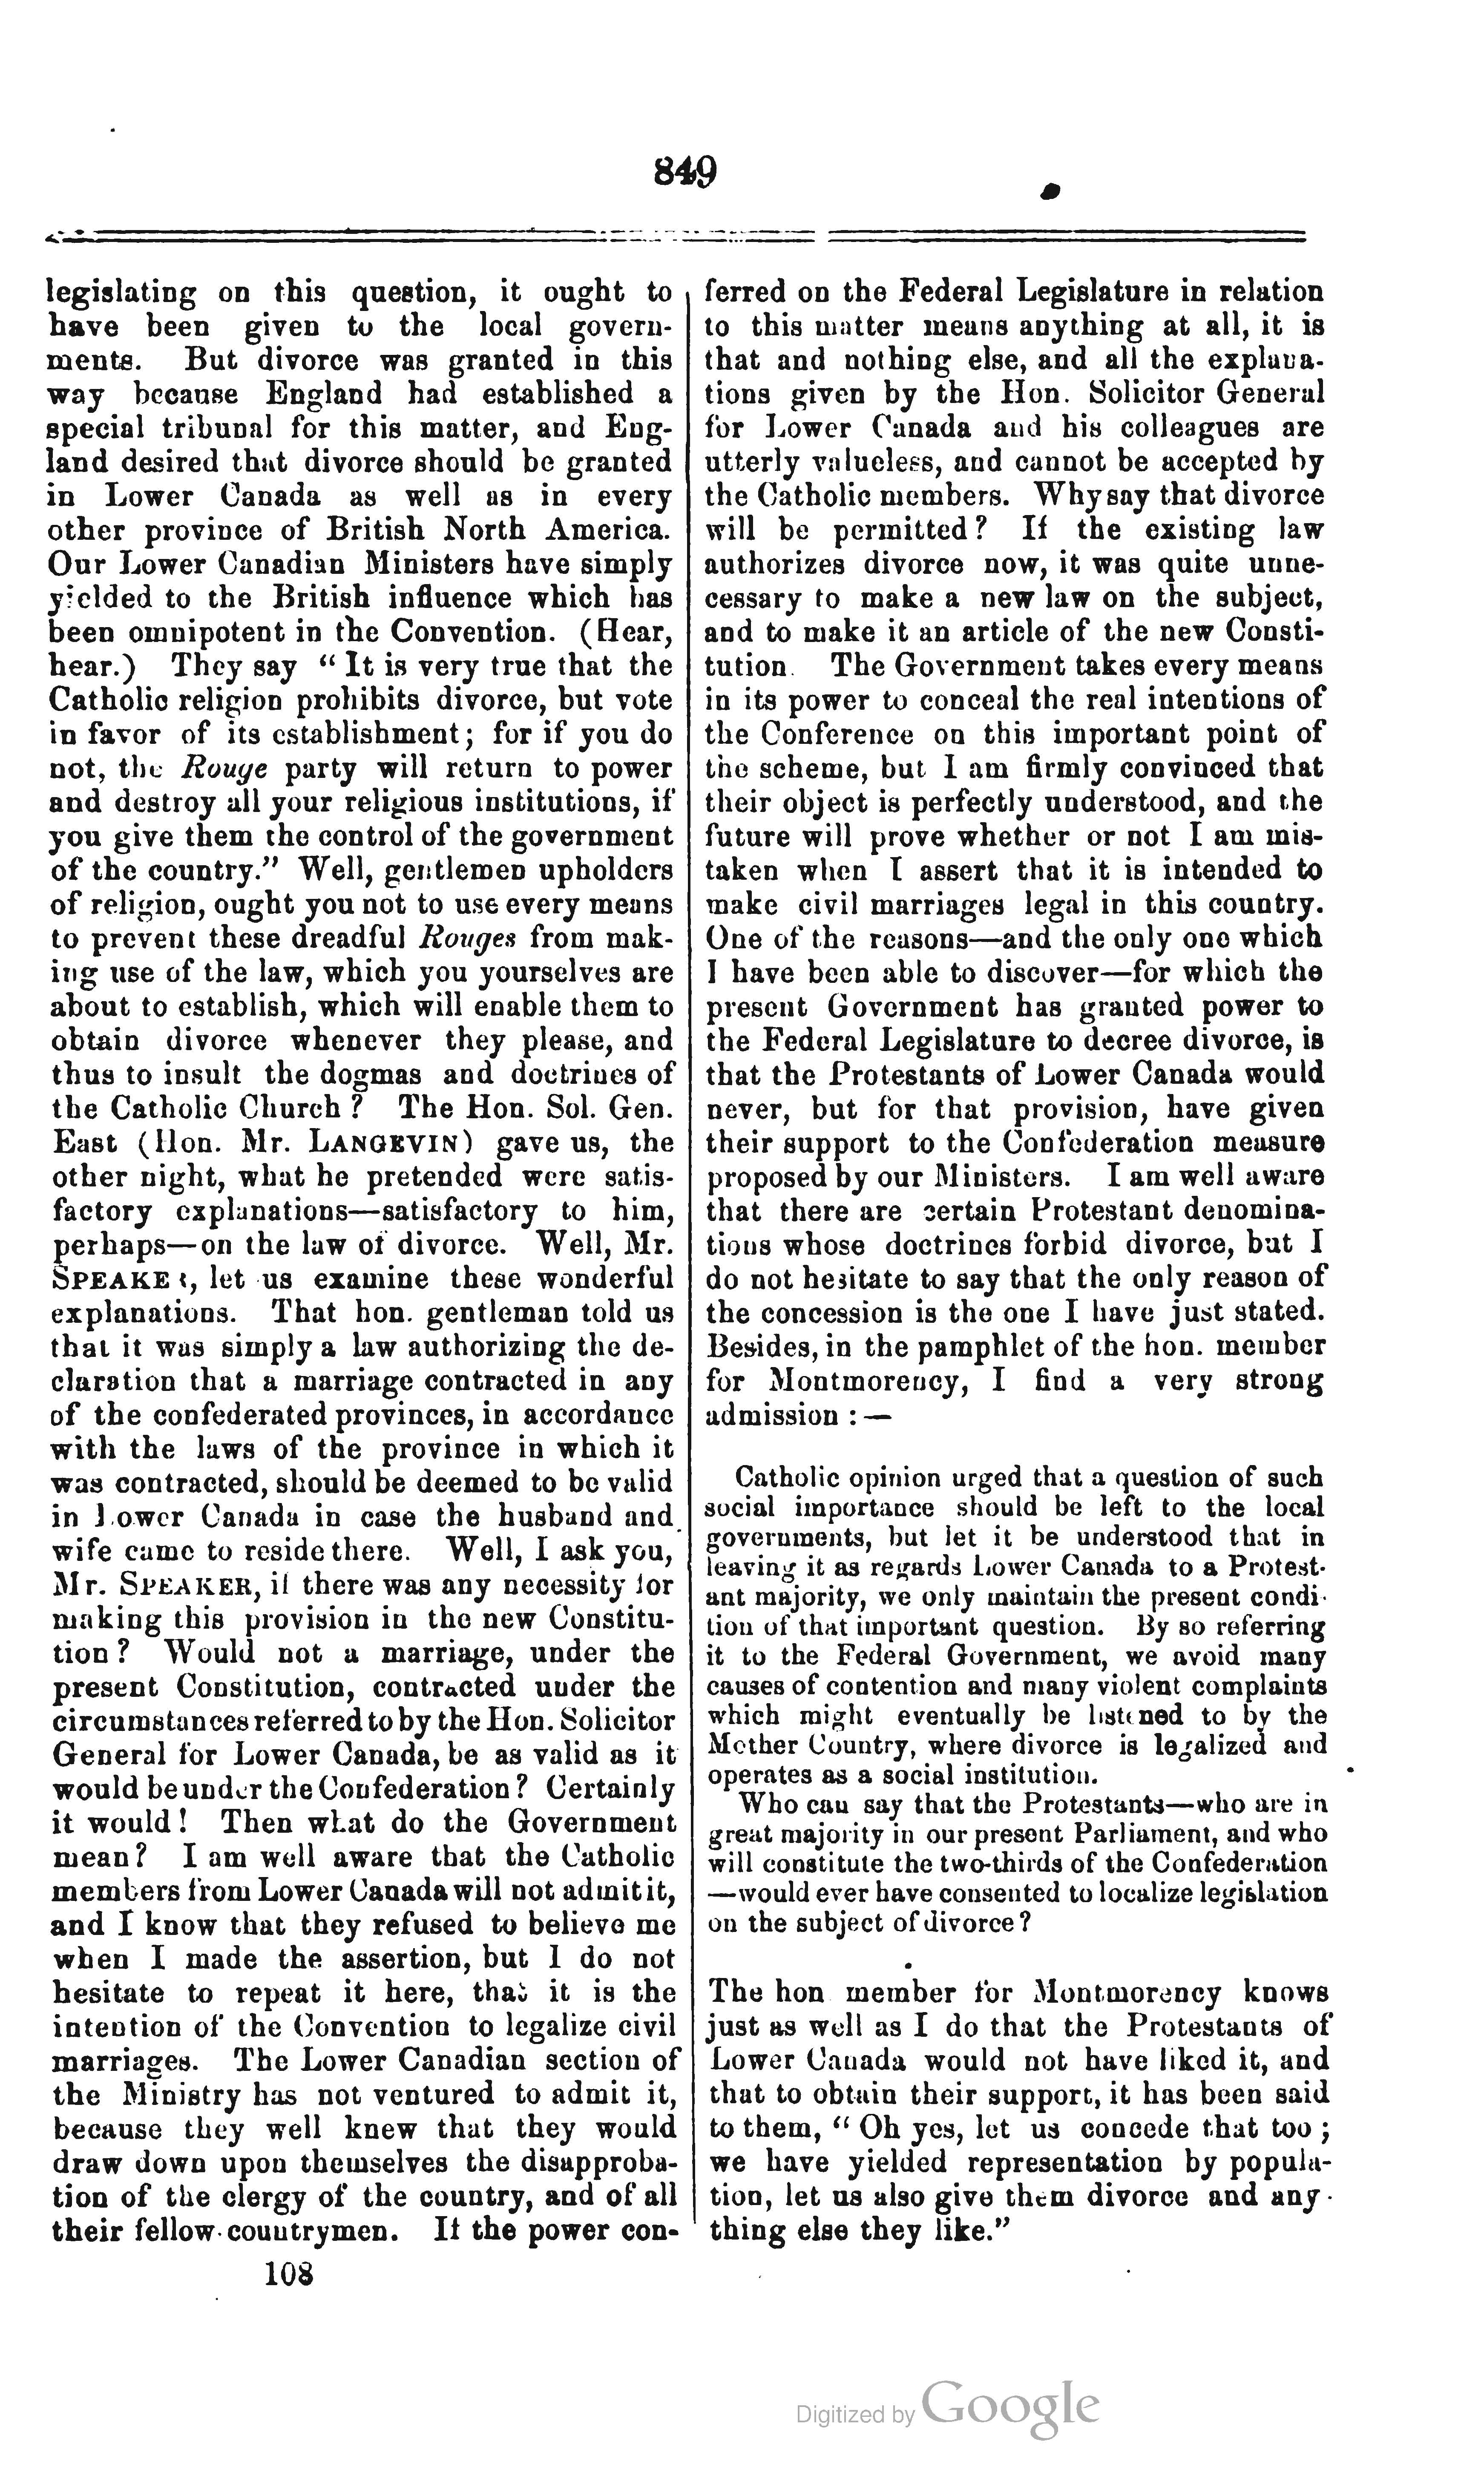 849
legislating on this question, it ought to
have been given to the local govern-
ments. But divorce was granted in this
way because England had established a
special tribunal for this matter, and Eng-
land desired that divorce should be granted
in Lower Canada as well as in every
other province of British North America.
Our Lower Canadian Ministers have simply
yielded to the British influence which has
been omnipotent in the Convention. (Hear,
hear.) They say “ It is very true that the
Catholic religion prohibits divorce, but vote
in favor of its establishment; for if you do
not, the Rouge party will return to power
and destroy all your religious institutions, if
you give them the control of the government
of the country.” Well, gentlemen upholders
of religion, ought you not to use every means
to prevent these dreadful Rouges from mak-
ing use of the law, which you yourselves are
about to establish, which will enable them to
obtain divorce whenever they please, and
thus to insult the dogmas and doctrines of
the Catholic Church ? The Hon. Sol. Gen.
East (Hon. Mr. LANGEVIN) gave us, the
other night, what he pretended were satis-
factory explanations—satisfactory to him,
perhaps—on the law of divorce. Well, Mr.
SPEAKER, let us examine these wonderful
explanations. That hon. gentleman told us
that it was simply a law authorizing the de-
claration that a marriage contracted in any
of the confederated provinces, in accordance
with the laws of the province in which it
was contracted, should be deemed to be valid
in Lower Canada in case the husband and
wife came to reside there. Well, I ask you,
Mr. SPEAKER, if there was any necessity for
making this provision in the new Constitu-
tion ? Would not a marriage, under the
present Constitution, contracted under the
circumstances referred to by the Hon. Solicitor
General for Lower Canada, be as valid as it
would be under the Confederation ? Certainly
it would ! Then what do the Government
mean? I am well aware that the Catholic
members from Lower Canada will not admit it,
and I know that they refused to believe me
when I made the assertion, but I do not
hesitate to repeat it here, that it is the
intention of the Convention to legalize civil
marriages. The Lower Canadian section of
the Ministry has not ventured to admit it,
because they well knew that they would
draw down upon themselves the disapproba-
tion of the clergy of the country, and of all
their fellow-countrymen. If the power con-
108
ferred on the Federal Legislature in relation
to this matter means anything at all, it is
that and nothing else, and all the explana-
tions given by the Hon. Solicitor General
for Lower Canada and his colleagues are
utterly valueless, and cannot be accepted by
the Catholic members. Why say that divorce
will be permitted ? If the existing law
authorizes divorce now, it was quite unne-
cessary to make a new law on the subject,
and to make it an article of the new Consti-
tution. The Government takes every means
in its power to conceal the real intentions of
the Conference on this important point of
the scheme, but I am firmly convinced that
their object is perfectly understood, and the
future will prove whether or not I am mis-
taken when I assert that it is intended to
make civil marriages legal in this country.
One of the reasons—and the only one which
I have been able to discover—for which the
present Government has granted power to
the Federal Legislature to decree divorce, is
that the Protestants of Lower Canada would
never, but for that provision, have given
their support to the Confederation measure
proposed by our Ministers. I am well aware
that there are certain Protestant denomina-
tions whose doctrines forbid divorce, but I
do not hesitate to say that the only reason of
the concession is the one I have just stated.
Besides, in the pamphlet of the hon. member
for Montmorency, I find a very strong
admission :—
Catholic opinion urged that a question of such
social importance should be left to the local
governments, but let it be understood that in
leaving it as regards Lower Canada to a Protest-
ant majority, we only maintain the present condi-
tion of that important question. By so referring
it to the Federal Government, we avoid many
causes of contention and many violent complaints
which might eventually be listened to by the
Mother Country, where divorce is legalized and
operates as a social institution.
Who can say that the Protestants—who are in
great majority in our present Parliament, and who
will constitute the two-thirds of the Confederation
—would ever have consented to localize legislation
on the subject of divorce ?
The hon member for Montmorency knows
just as well as I do that the Protestants of
Lower Canada would not have liked it, and
that to obtain their support, it has been said
to them, “ Oh yes, let us concede that too ;
we have yielded representation by popula-
tion, let us also give them divorce and any-
thing else they like.”
Digitized by Google